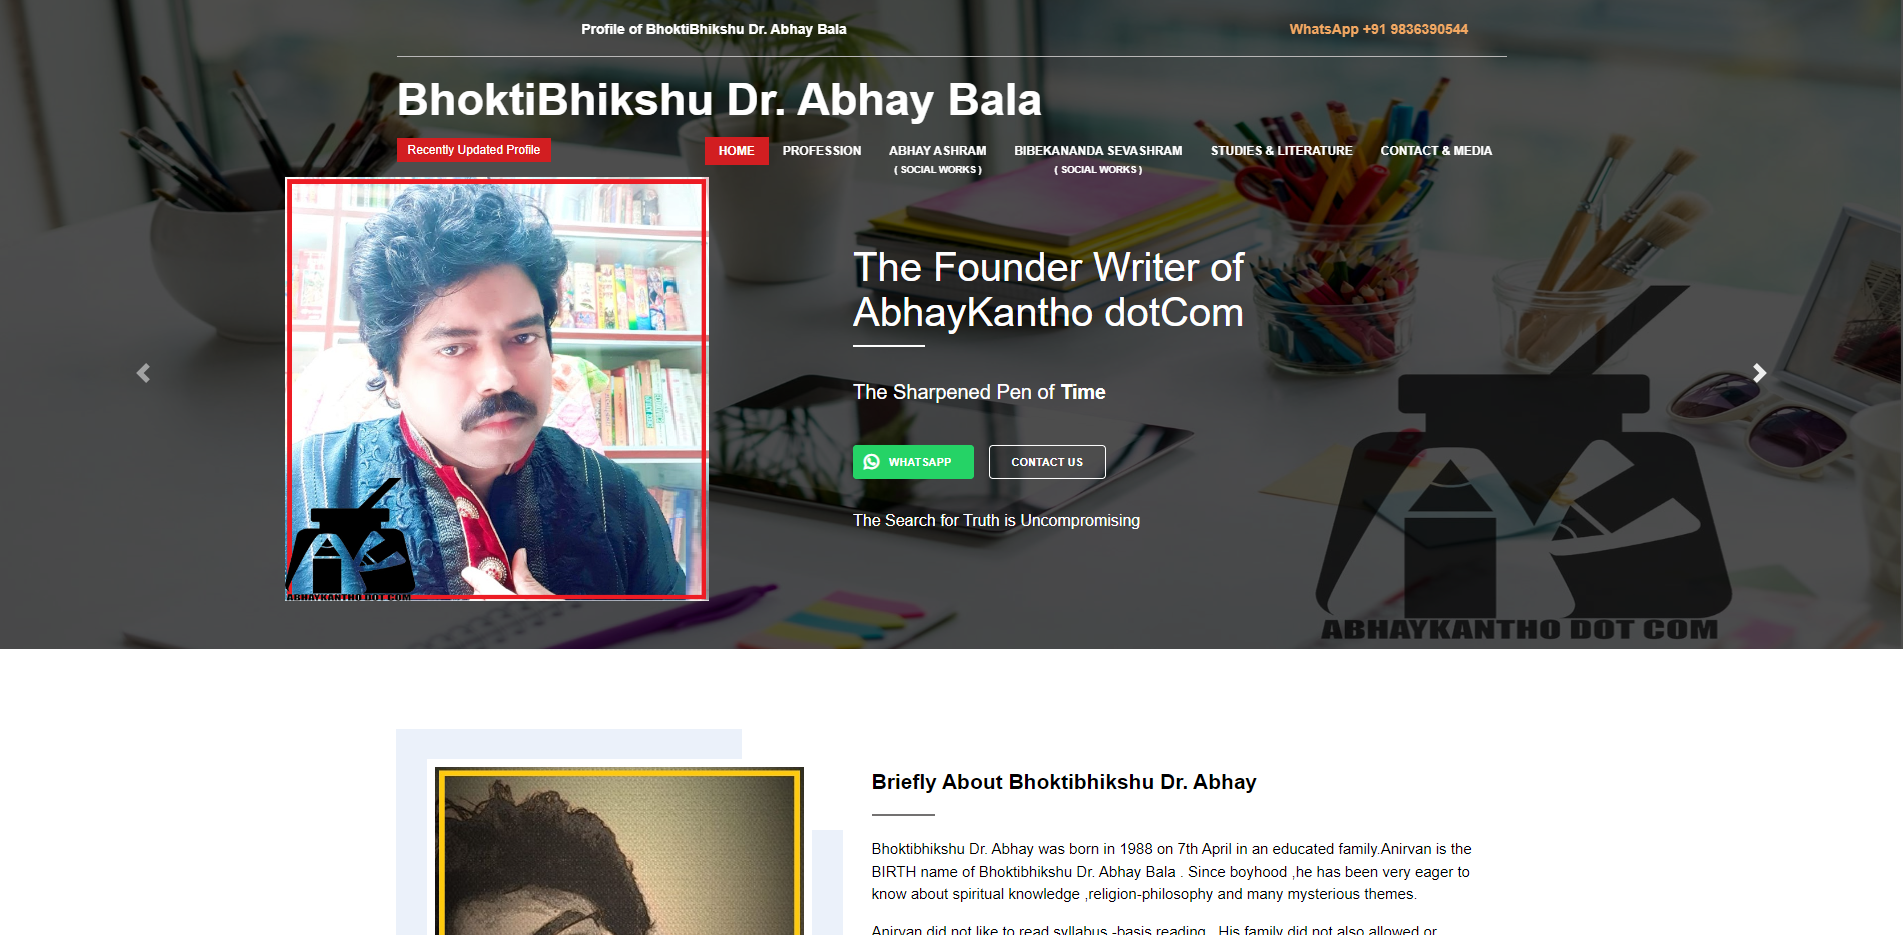 Profile of BhoktiBhikshu Dr. Abhay Bala
WhatsApp +91 9836390544
BhoktiBhikshu Dr. Abhay Bala
Recently Updated Profile
HOME
PROFESSION
ABHAY ASHRAM
( SOCIAL WORKS )
BIBEKANANDA SEVASHRAM
( SOCIAL WORKS )
STUDIES & LITERATURE
CONTACT & MEDIA
The Founder Writer of
AbhayKantho dotCom
The Sharpened Pen of Time
WHATSAPP
CONTACT US
The Search for Truth is Uncompromising
ABHAYKANTHO DOT COM
ABHAYKANTHO DOT COM
Briefly About Bhoktibhikshu Dr. Abhay
Bhoktibhikshu Dr. Abhay was born in 1988 on 7th April in an educated family.Anirvan is the
BIRTH name of Bhoktibhikshu Dr. Abhay Bala . Since boyhood ,he has been very eager to
know about spiritual knowledge ,religion-philosophy and many mysterious themes.
Anirvan did not like to read syllabus -basis reading . His family did not also allowed or